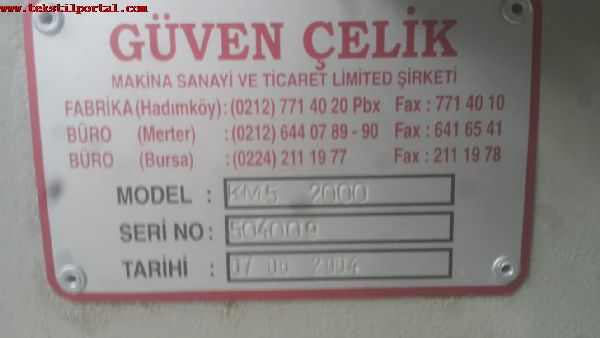 www.tekstilportal.com
GÜVEN ÇELİK
MAKİNA SANAYİ VE TİCARET LİMİTED ŞİRKETİ
FABRİKA (Hadımköy) : (0212) 771 40 20 Pbx Fax : 771 40 10
BÜRO (Merter) : (0212) 644 07 89 - 90 Fax : 641 65 41
BÜRO (Bursa) : (0224) 211 19 77 Fax : 211 19 78
MODEL : KM5 2000
SERİ NO : 504009
TARİHİ : 07 06 2004